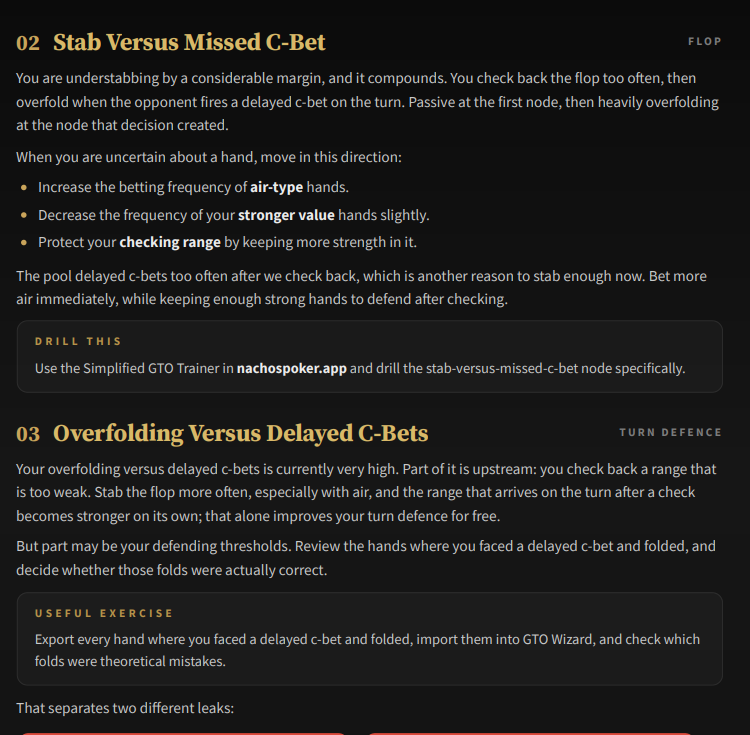 02 Stab Versus Missed C-Bet FLOP
You are understabbing by a considerable margin, and it compounds. You check back the flop too often, then
overfold when the opponent fires a delayed c-bet on the turn. Passive at the first node, then heavily overfolding
at the node that decision created.
When you are uncertain about a hand, move in this direction:
• Increase the betting frequency of air-type hands.
• Decrease the frequency of your stronger value hands slightly.
• Protect your checking range by keeping more strength in it.
The pool delayed c-bets too often after we check back, which is another reason to stab enough now. Bet more
air immediately, while keeping enough strong hands to defend after checking.
DRILL THIS
Use the Simplified GTO Trainer in nachospoker.app and drill the stab-versus-missed-c-bet node specifically.
03 Overfolding Versus Delayed C-Bets TURN DEFENCE
Your overfolding versus delayed c-bets is currently very high. Part of it is upstream: you check back a range that
is too weak. Stab the flop more often, especially with air, and the range that arrives on the turn after a check
becomes stronger on its own; that alone improves your turn defence for free.
But part may be your defending thresholds. Review the hands where you faced a delayed c-bet and folded, and
decide whether those folds were actually correct.
USEFUL EXERCISE
Export every hand where you faced a delayed c-bet and folded, import them into GTO Wizard, and check which
folds were theoretical mistakes.
That separates two different leaks: